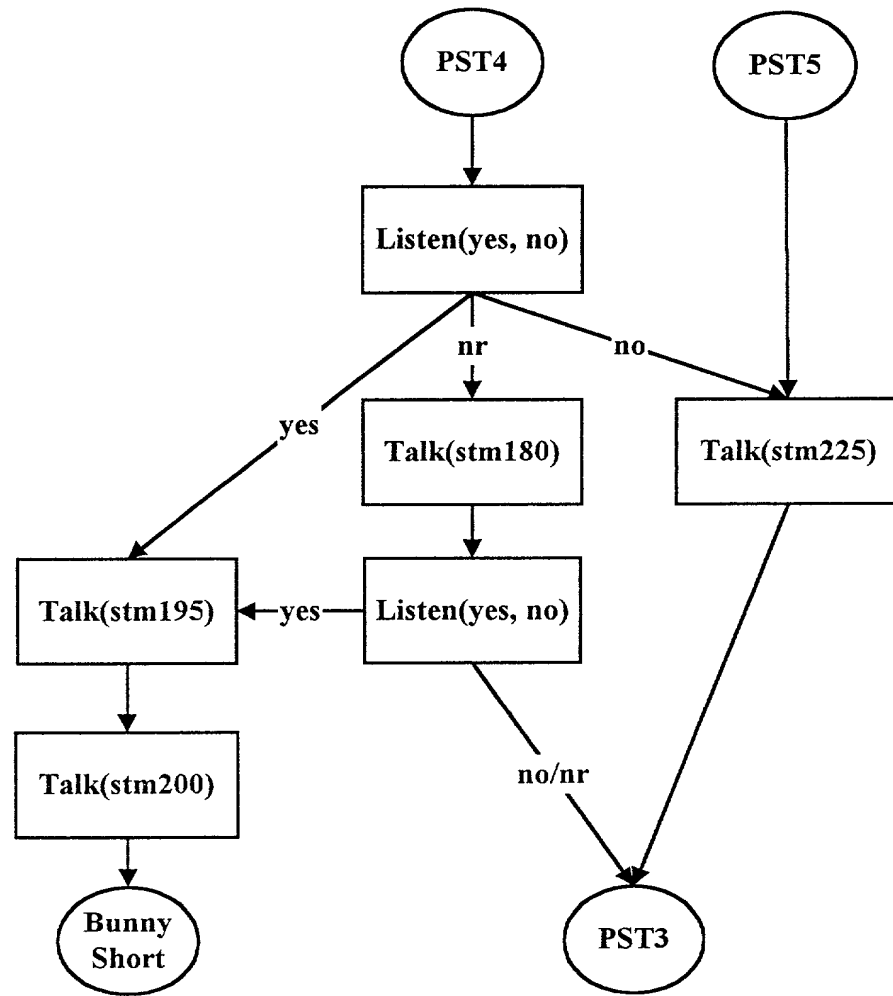 PST4
PST5
Listen(yes, no)
nr
no
yes
Talk(stm180)
Talk(stm225)
Talk(stm195)
yes
Listen(yes, no)
Talk(stm200)
no/nr
Bunny
Short
PST3